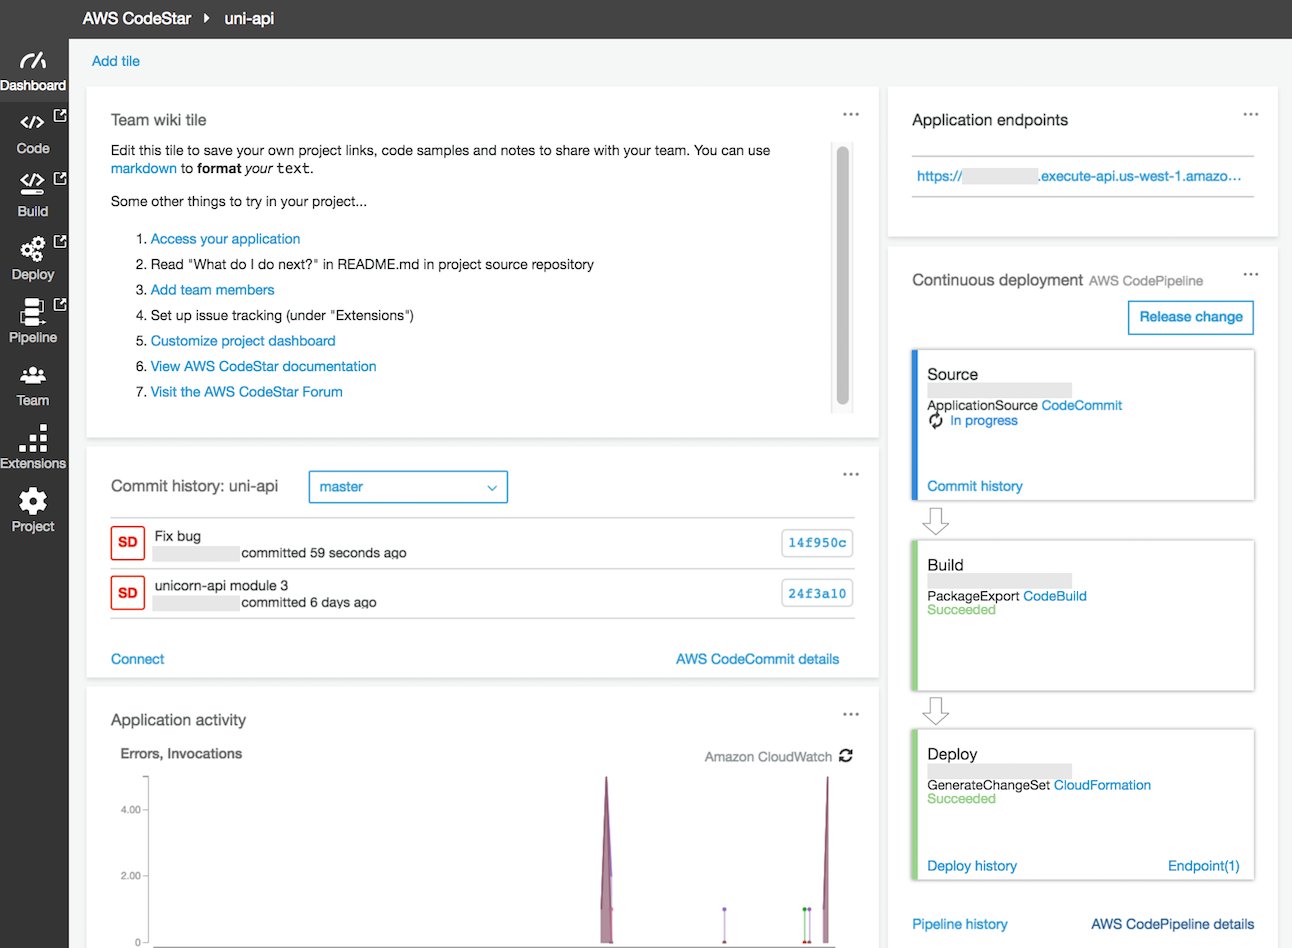 AWS CodeStar uni-api
Dashboard
Code
Build
Deploy
Pipeline
Team
Extensions
Project
Add tile
Team wiki tile
Edit this tile to save your own project links, code samples and notes to share with your team. You can use
markdown to format your text.
Some other things to try in your project...
1. Access your application
2. Read "What do I do next?" in README.md in project source repository
3. Add team members
4. Set up issue tracking (under "Extensions")
5. Customize project dashboard
6. View AWS CodeStar documentation
7. Visit the AWS CodeStar Forum
Commit history: uni-api master
SD Fix bug
committed 59 seconds ago 14f950c
SD unicorn-api module 3
committed 6 days ago 24f3a10
Connect AWS CodeCommit details
Application activity
Errors, Invocations Amazon CloudWatch
4.00
2.00
0
Application endpoints
https:// .execute-api.us-west-1.amazo...
Continuous deployment AWS CodePipeline
Release change
Source
ApplicationSource CodeCommit
In progress
Commit history
Build
PackageExport CodeBuild
Succeeded
Deploy
GenerateChangeSet CloudFormation
Succeeded
Deploy history Endpoint(1)
Pipeline history AWS CodePipeline details